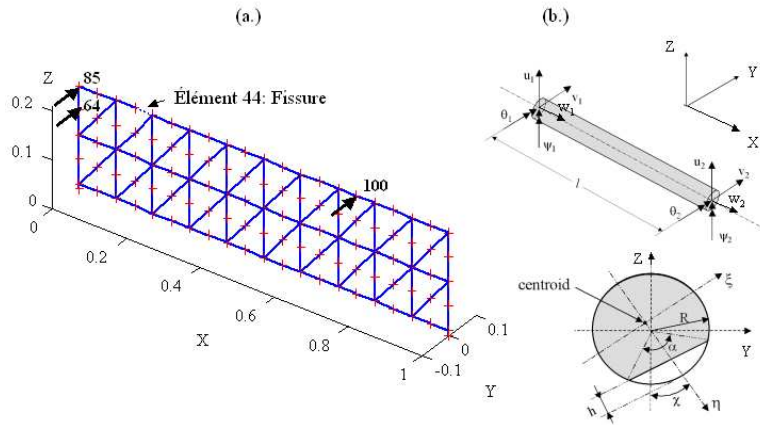 (a.)
(b.)
Z
85
64
Élément 44: Fissure
100
0.2
0.1
0
0
0.2
0.4
0.6
0.8
1
X
0.1
0
-0.1
Y
Z
Y
X
u1
v1
w1
θ1
ψ1
l
u2
v2
w2
θ2
ψ2
Z
centroid
ξ
R
Y
α
h
χ
η